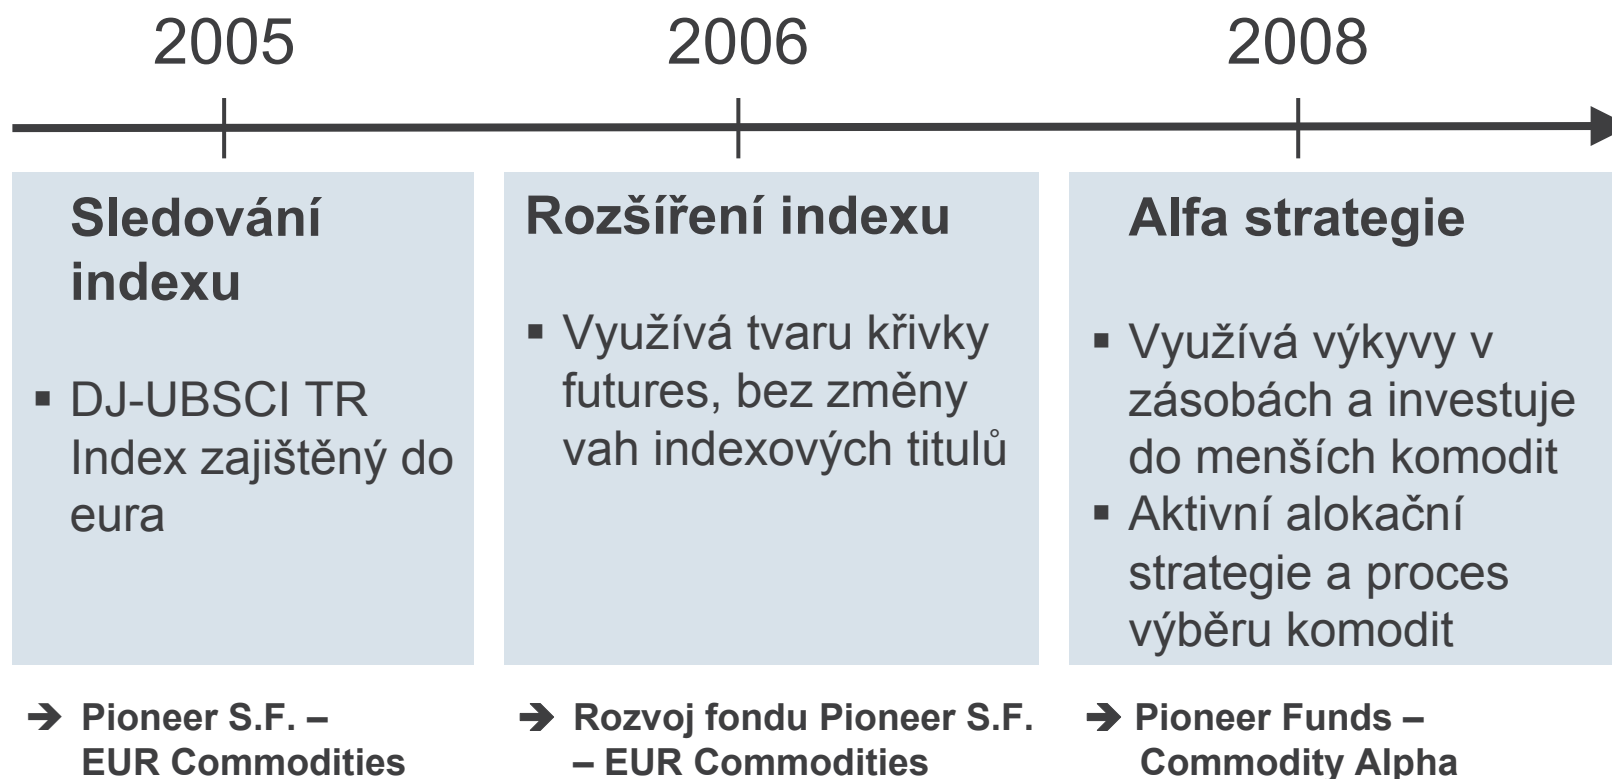 2005
2006
2008
Sledování
indexu
▪ DJ-UBSCI TR
Index zajištěný do
eura
Rozšíření indexu
▪ Využívá tvaru křivky
futures, bez změny
vah indexových titulů
Alfa strategie
▪ Využívá výkyvy v
zásobách a investuje
do menších komodit
▪ Aktivní alokační
strategie a proces
výběru komodit
➔ Pioneer S.F. –
EUR Commodities
➔ Rozvoj fondu Pioneer S.F.
– EUR Commodities
➔ Pioneer Funds –
Commodity Alpha